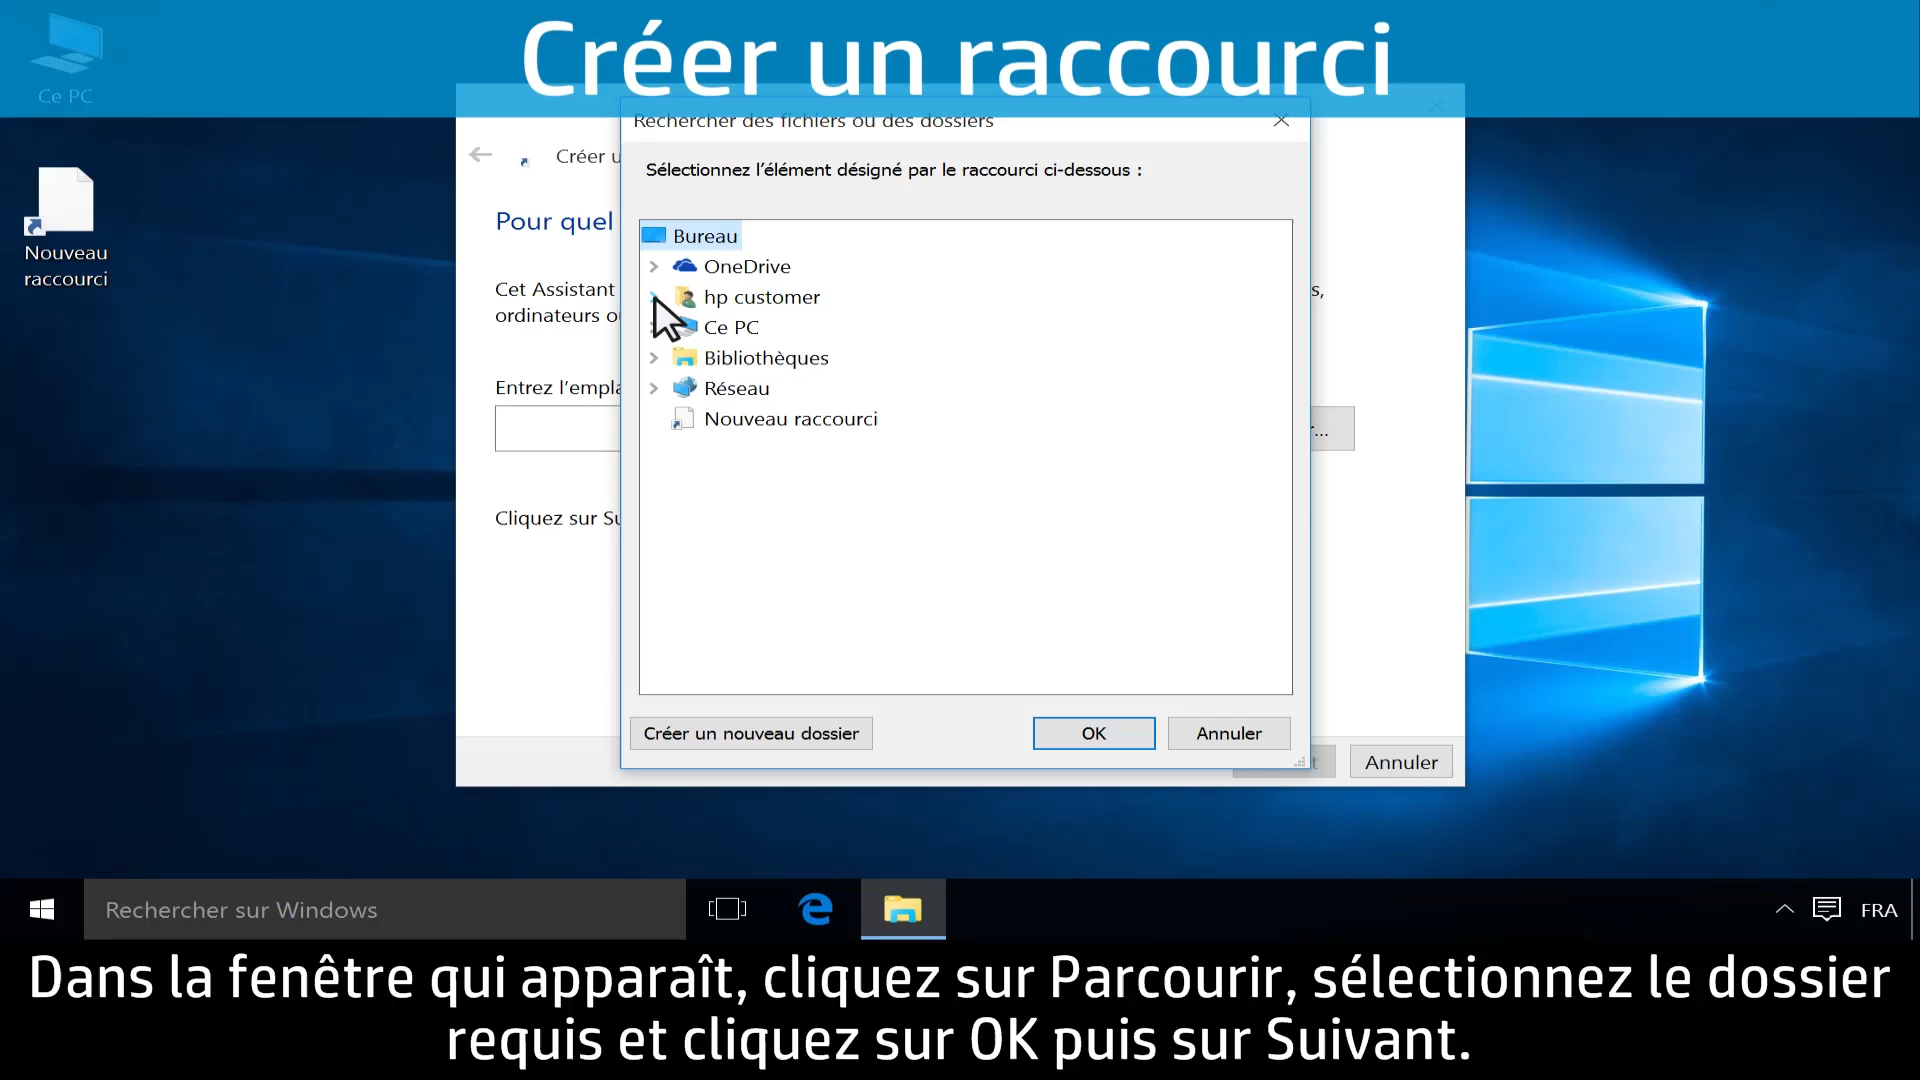 Créer un raccourci
Ce PC
Rechercher des fichiers ou des dossiers
Nouveau
raccourci
Créer u
Pour quel
Cet Assistant
s,
ordinateurs o
Entrez l'empla
r...
Cliquez sur Su
Sélectionnez l'élément désigné par le raccourci ci-dessous :
Bureau
OneDrive
hp customer
Ce PC
Bibliothèques
Réseau
Nouveau raccourci
Créer un nouveau dossier
OK
Annuler
t
Annuler
Rechercher sur Windows
FRA
Dans la fenêtre qui apparaît, cliquez sur Parcourir, sélectionnez le dossier
requis et cliquez sur OK puis sur Suivant.